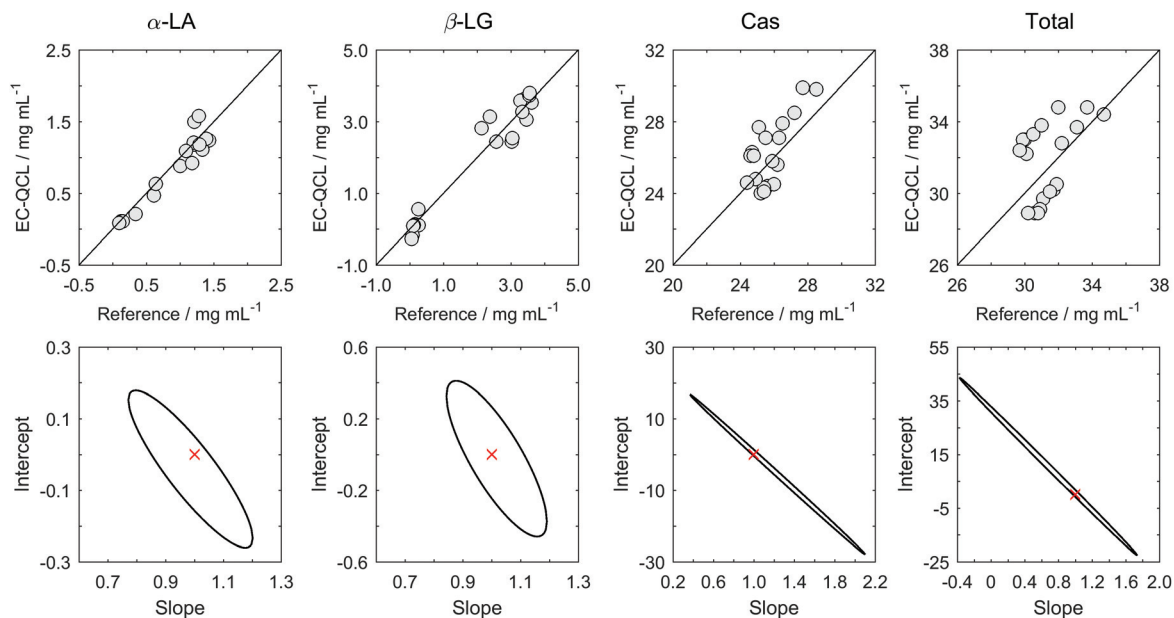 α-LA
β-LG
Cas
Total
EC-QCL / mg mL⁻¹
2.5
1.5
0.5
-0.5
-0.5 0.5 1.5 2.5
Reference / mg mL⁻¹
EC-QCL / mg mL⁻¹
5.0
3.0
1.0
-1.0
-1.0 1.0 3.0 5.0
Reference / mg mL⁻¹
EC-QCL / mg mL⁻¹
32
28
24
20
20 24 28 32
Reference / mg mL⁻¹
EC-QCL / mg mL⁻¹
38
34
30
26
26 30 34 38
Reference / mg mL⁻¹
Intercept
0.3
0.1
-0.1
-0.3
0.7 0.9 1.1 1.3
Slope
Intercept
0.6
0.2
-0.2
-0.6
0.7 0.9 1.1 1.3
Slope
Intercept
30
10
-10
-30
0.2 0.6 1.0 1.4 1.8 2.2
Slope
Intercept
55
35
15
-5
-25
-0.4 0 0.4 0.8 1.2 1.6 2.0
Slope